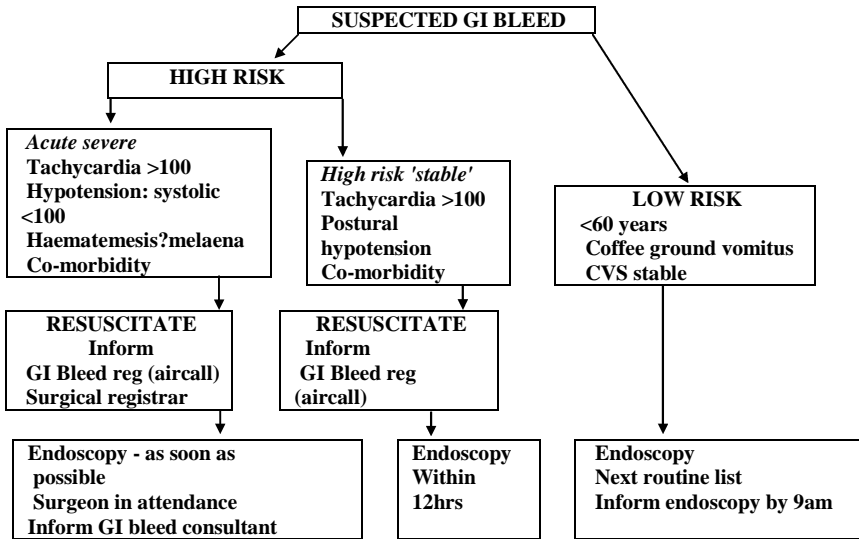 SUSPECTED GI BLEED
HIGH RISK
Acute severe
Tachycardia >100
Hypotension: systolic
<100
Haematemesis?melaena
Co-morbidity
High risk 'stable'
Tachycardia >100
Postural
hypotension
Co-morbidity
LOW RISK
<60 years
Coffee ground vomitus
CVS stable
RESUSCITATE
Inform
GI Bleed reg (aircall)
Surgical registrar
RESUSCITATE
Inform
GI Bleed reg
(aircall)
Endoscopy - as soon as
possible
Surgeon in attendance
Inform GI bleed consultant
Endoscopy
Within
12hrs
Endoscopy
Next routine list
Inform endoscopy by 9am